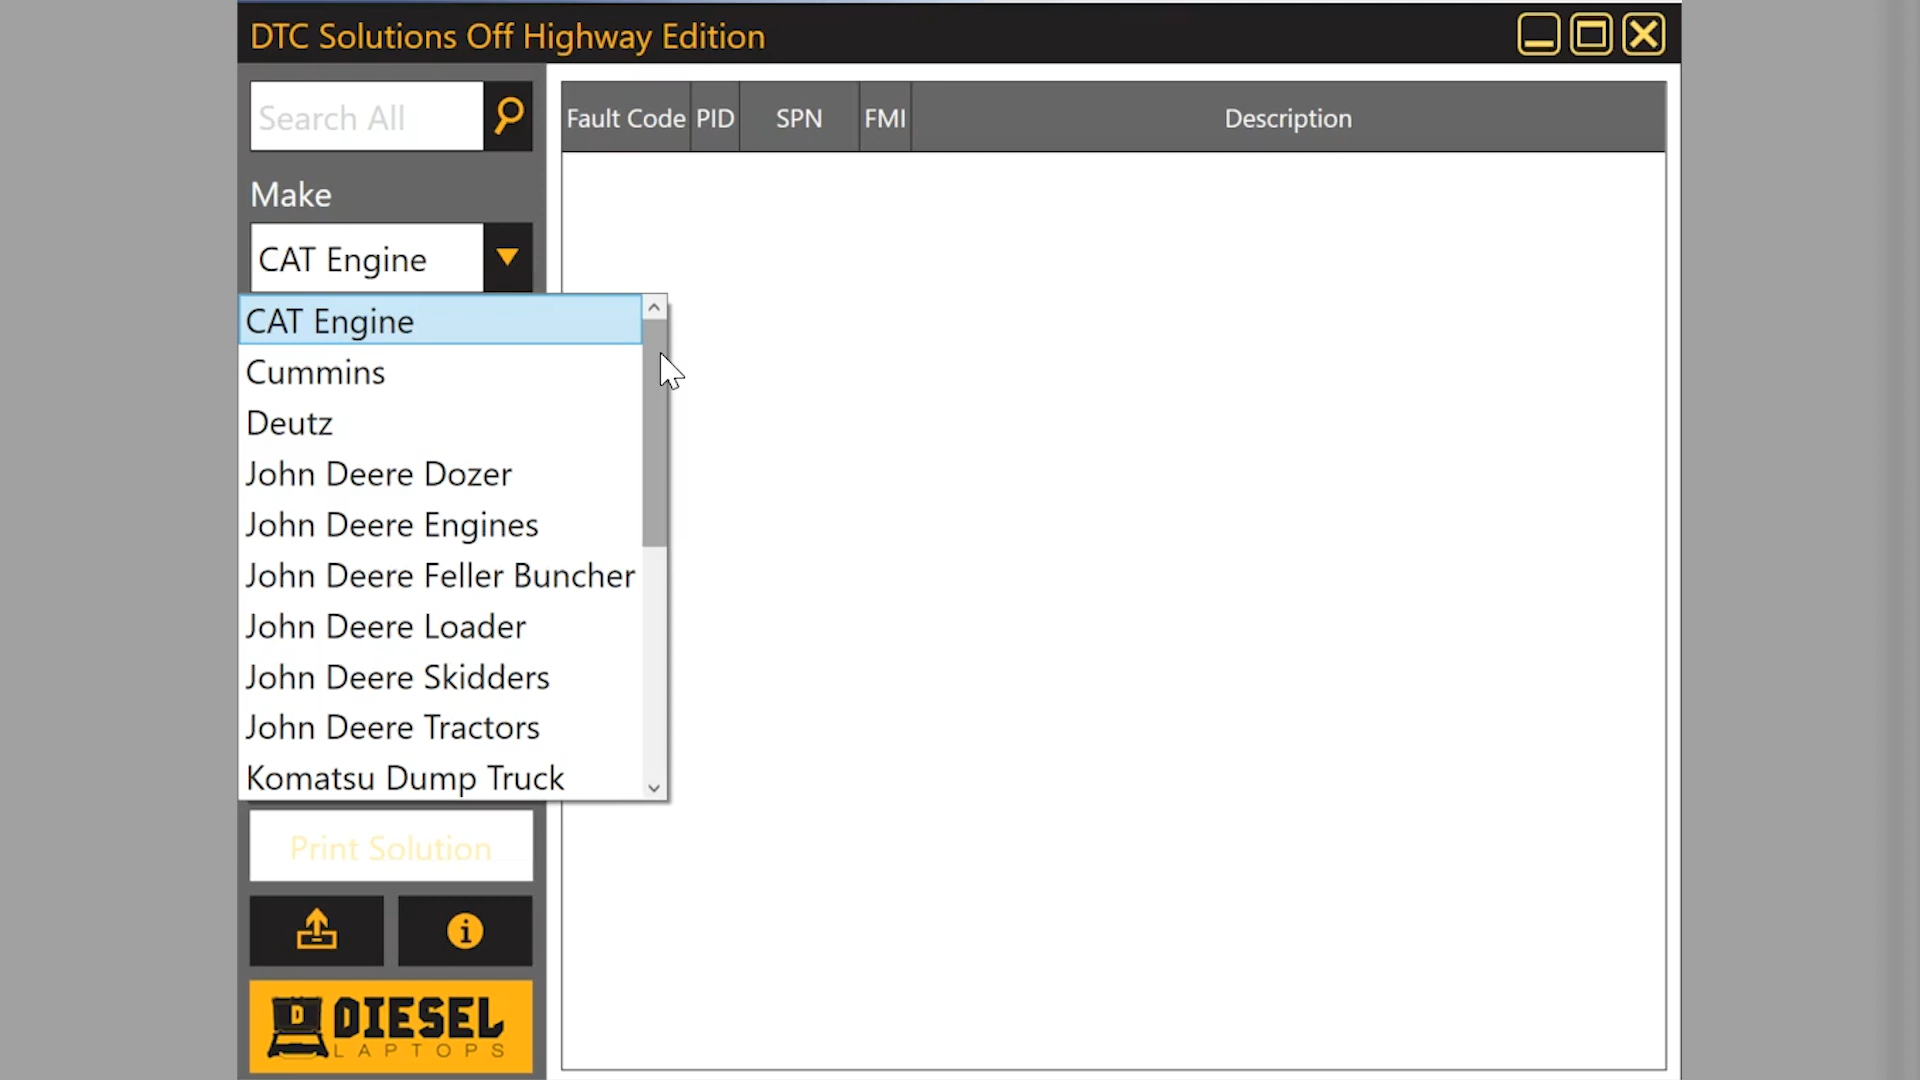 DTC Solutions Off Highway Edition
Search All
Fault Code PID SPN FMI Description
Make
CAT Engine
CAT Engine
Cummins
Deutz
John Deere Dozer
John Deere Engines
John Deere Feller Buncher
John Deere Loader
John Deere Skidders
John Deere Tractors
Komatsu Dump Truck
Print Solution
D DIESEL
LAPTOPS